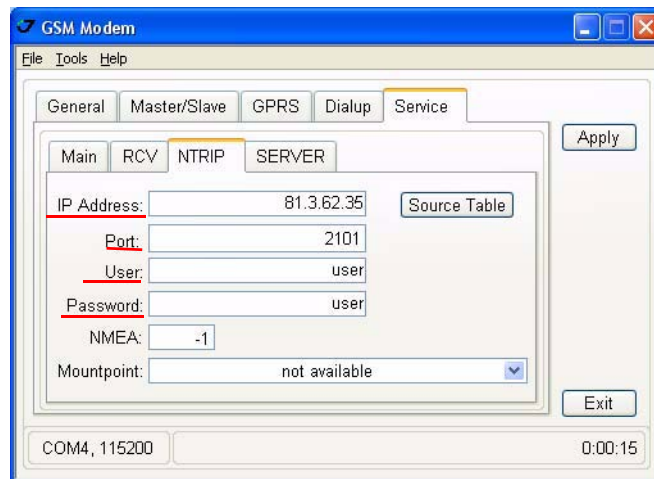 GSM Modem
File Tools Help
General Master/Slave GPRS Dialup Service
Apply
Main RCV NTRIP SERVER
IP Address: 81.3.62.35 Source Table
Port: 2101
User: user
Password: user
NMEA: -1
Mountpoint: not available
Exit
COM4, 115200 0:00:15